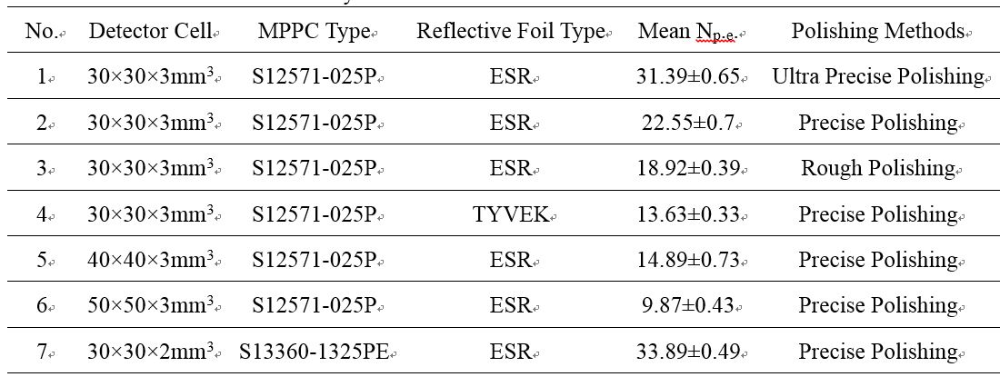 No. Detector Cell MPPC Type Reflective Foil Type Mean Np.e. Polishing Methods
1 30×30×3mm³ S12571-025P ESR 31.39±0.65 Ultra Precise Polishing
2 30×30×3mm³ S12571-025P ESR 22.55±0.7 Precise Polishing
3 30×30×3mm³ S12571-025P ESR 18.92±0.39 Rough Polishing
4 30×30×3mm³ S12571-025P TYVEK 13.63±0.33 Precise Polishing
5 40×40×3mm³ S12571-025P ESR 14.89±0.73 Precise Polishing
6 50×50×3mm³ S12571-025P ESR 9.87±0.43 Precise Polishing
7 30×30×2mm³ S13360-1325PE ESR 33.89±0.49 Precise Polishing